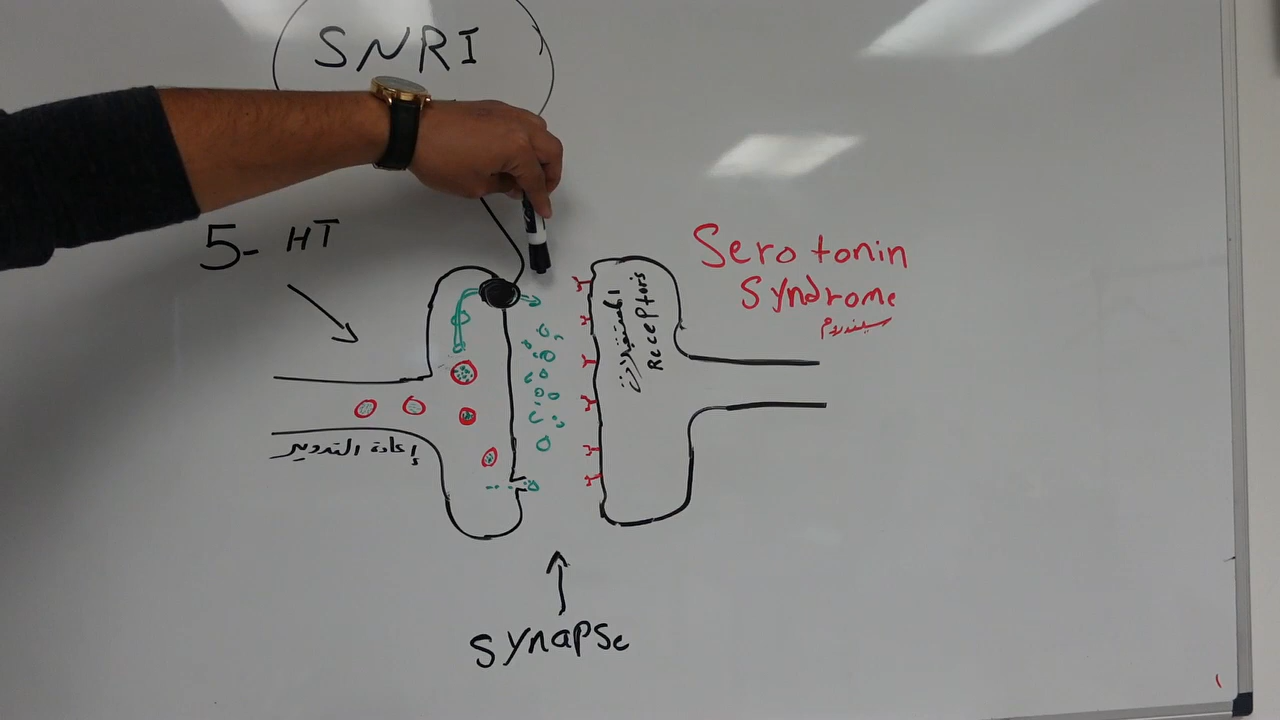 SNRI
5-HT
Serotonin
Syndrome
سيندروم
المستقبلات
Receptors
إعادة التدوير
synapse